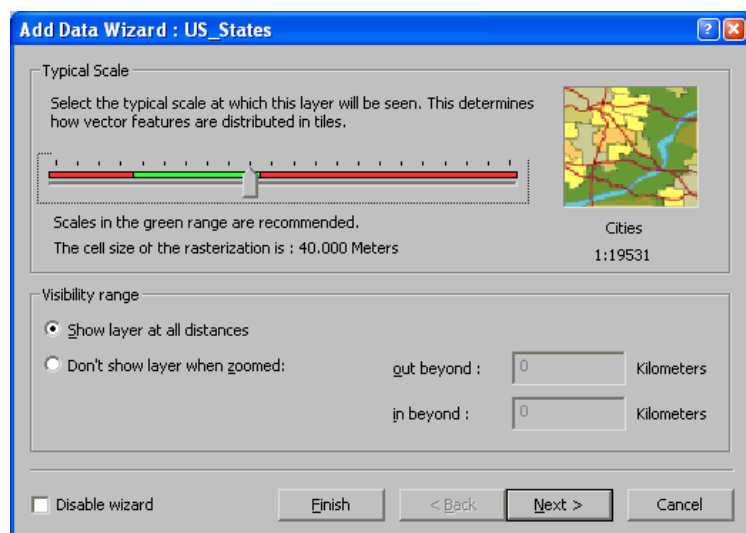 Add Data Wizard : US_States
Typical Scale
Select the typical scale at which this layer will be seen. This determines
how vector features are distributed in tiles.
Scales in the green range are recommended.
The cell size of the rasterization is : 40.000 Meters
Cities
1:19531
Visibility range
Show layer at all distances
Don't show layer when zoomed:
out beyond : 0 Kilometers
in beyond : 0 Kilometers
Disable wizard Finish < Back Next > Cancel